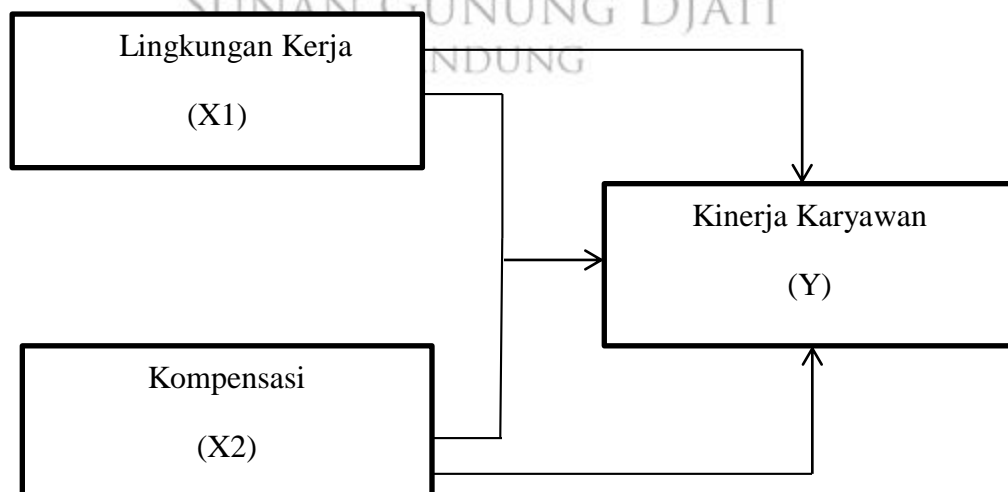 SUNAN GUNUNG DJATI
NDUNG
Lingkungan Kerja
(X1)
Kinerja Karyawan
(Y)
Kompensasi
(X2)